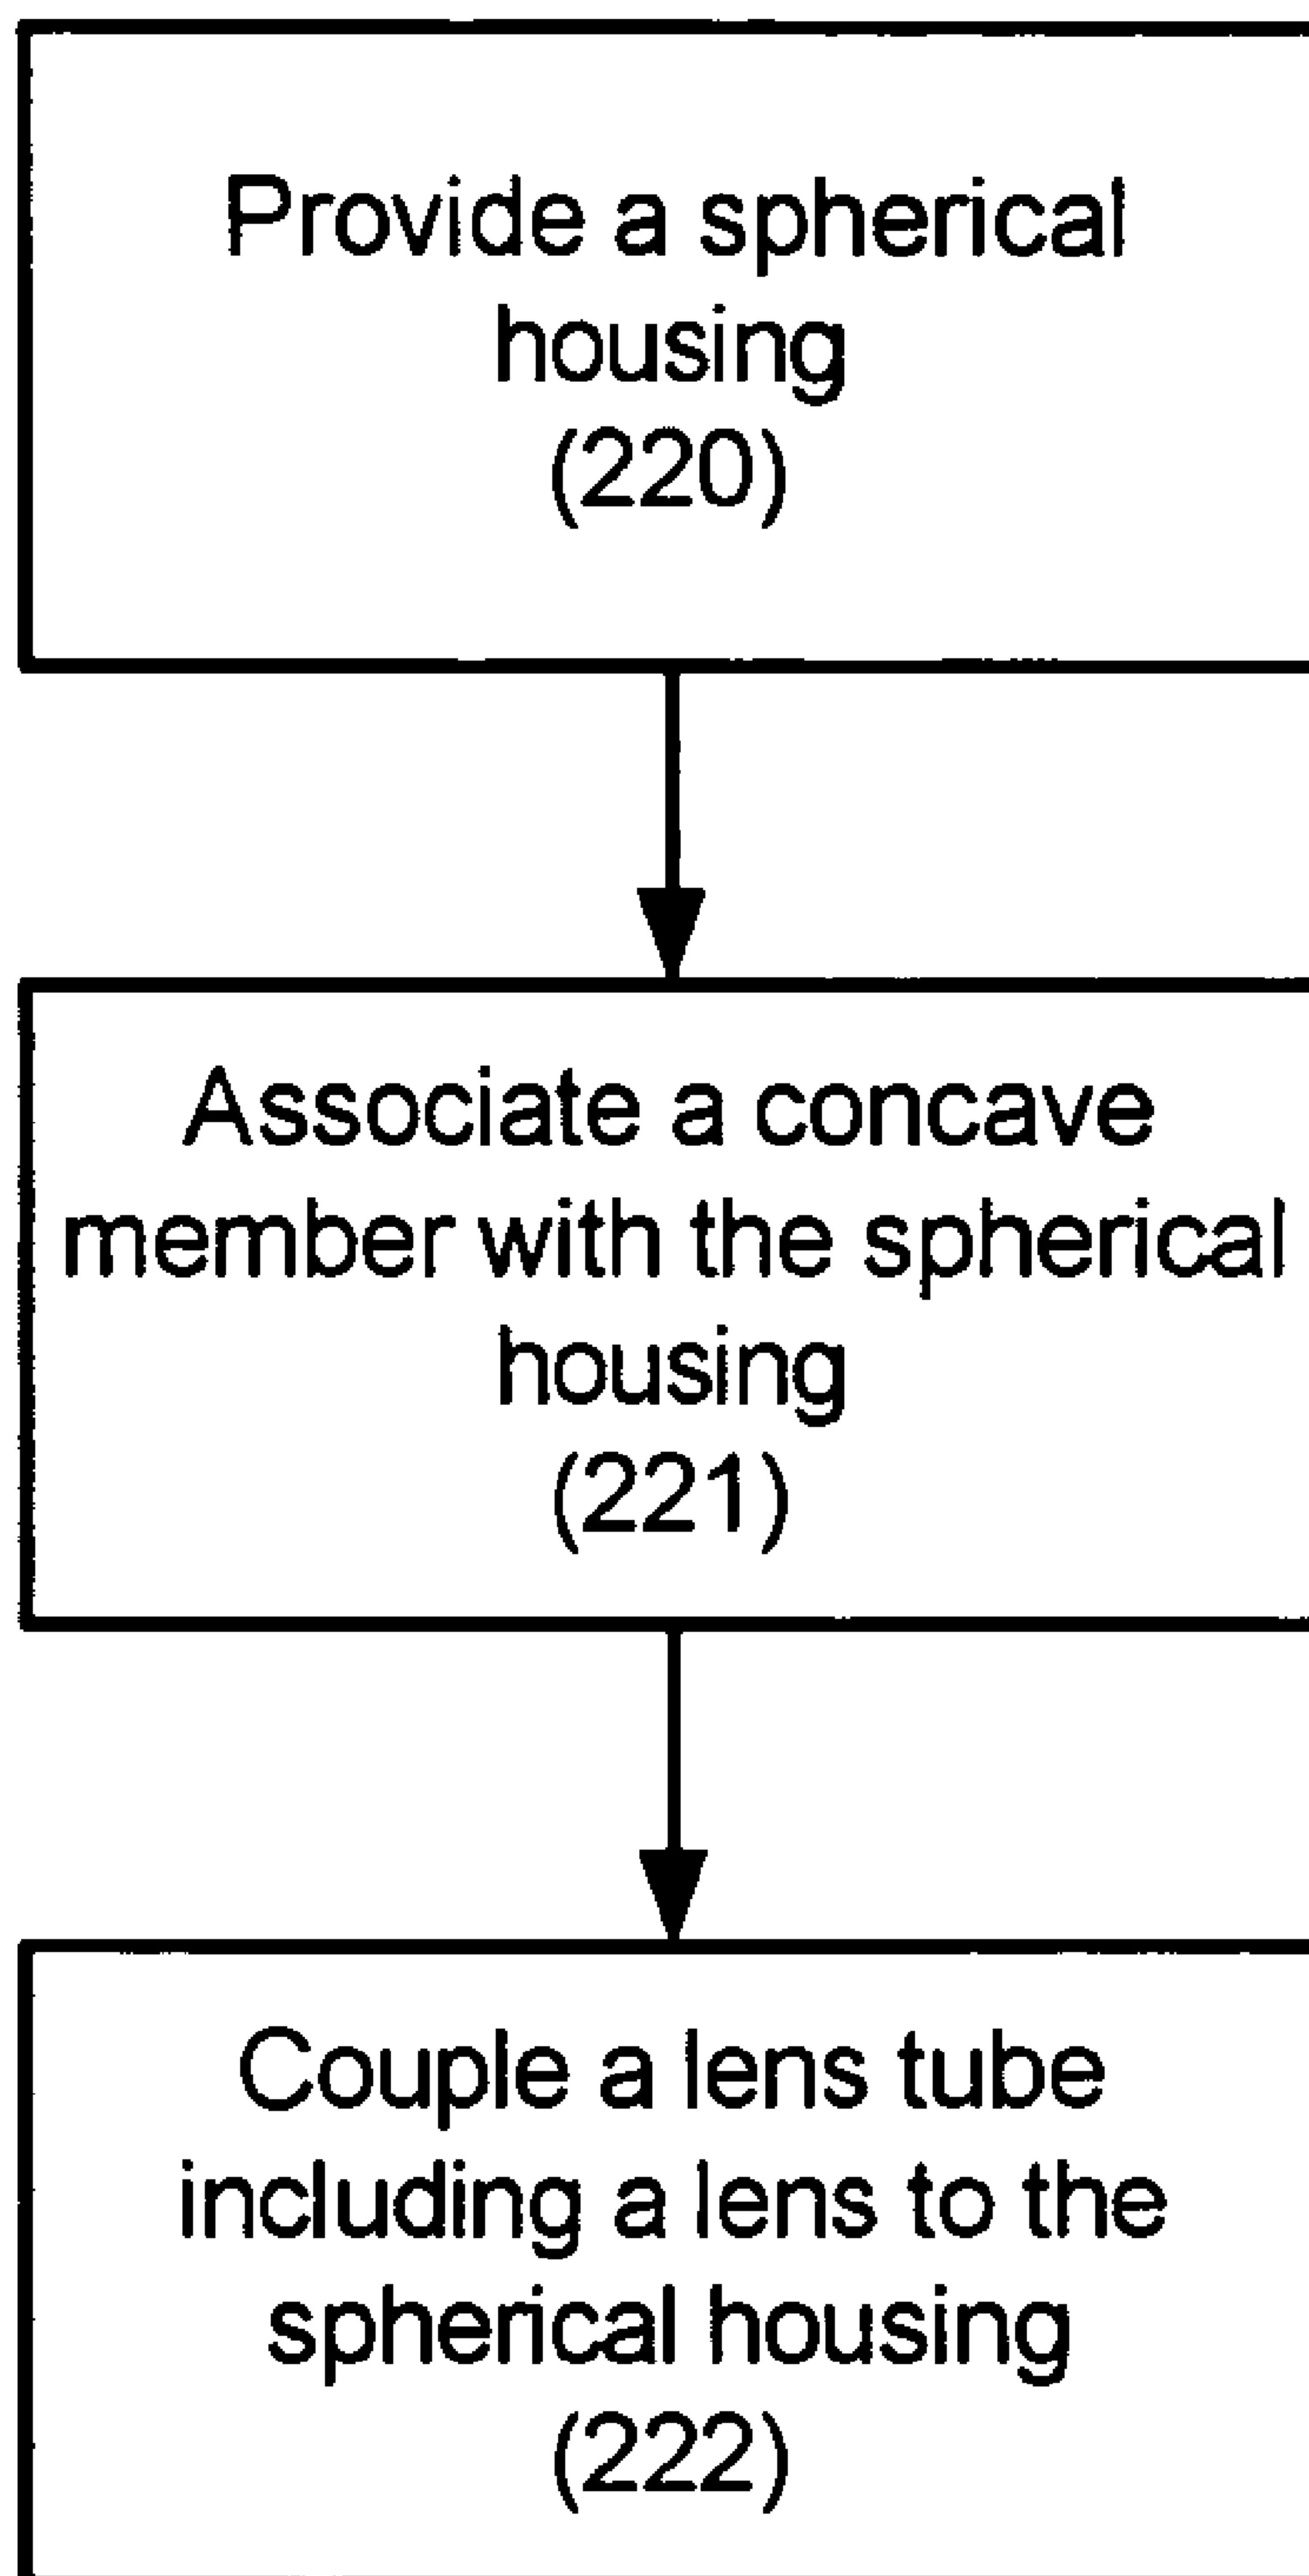 Provide a spherical
housing
(220)
Associate a concave
member with the spherical
housing
(221)
Couple a lens tube
including a lens to the
spherical housing
(222)